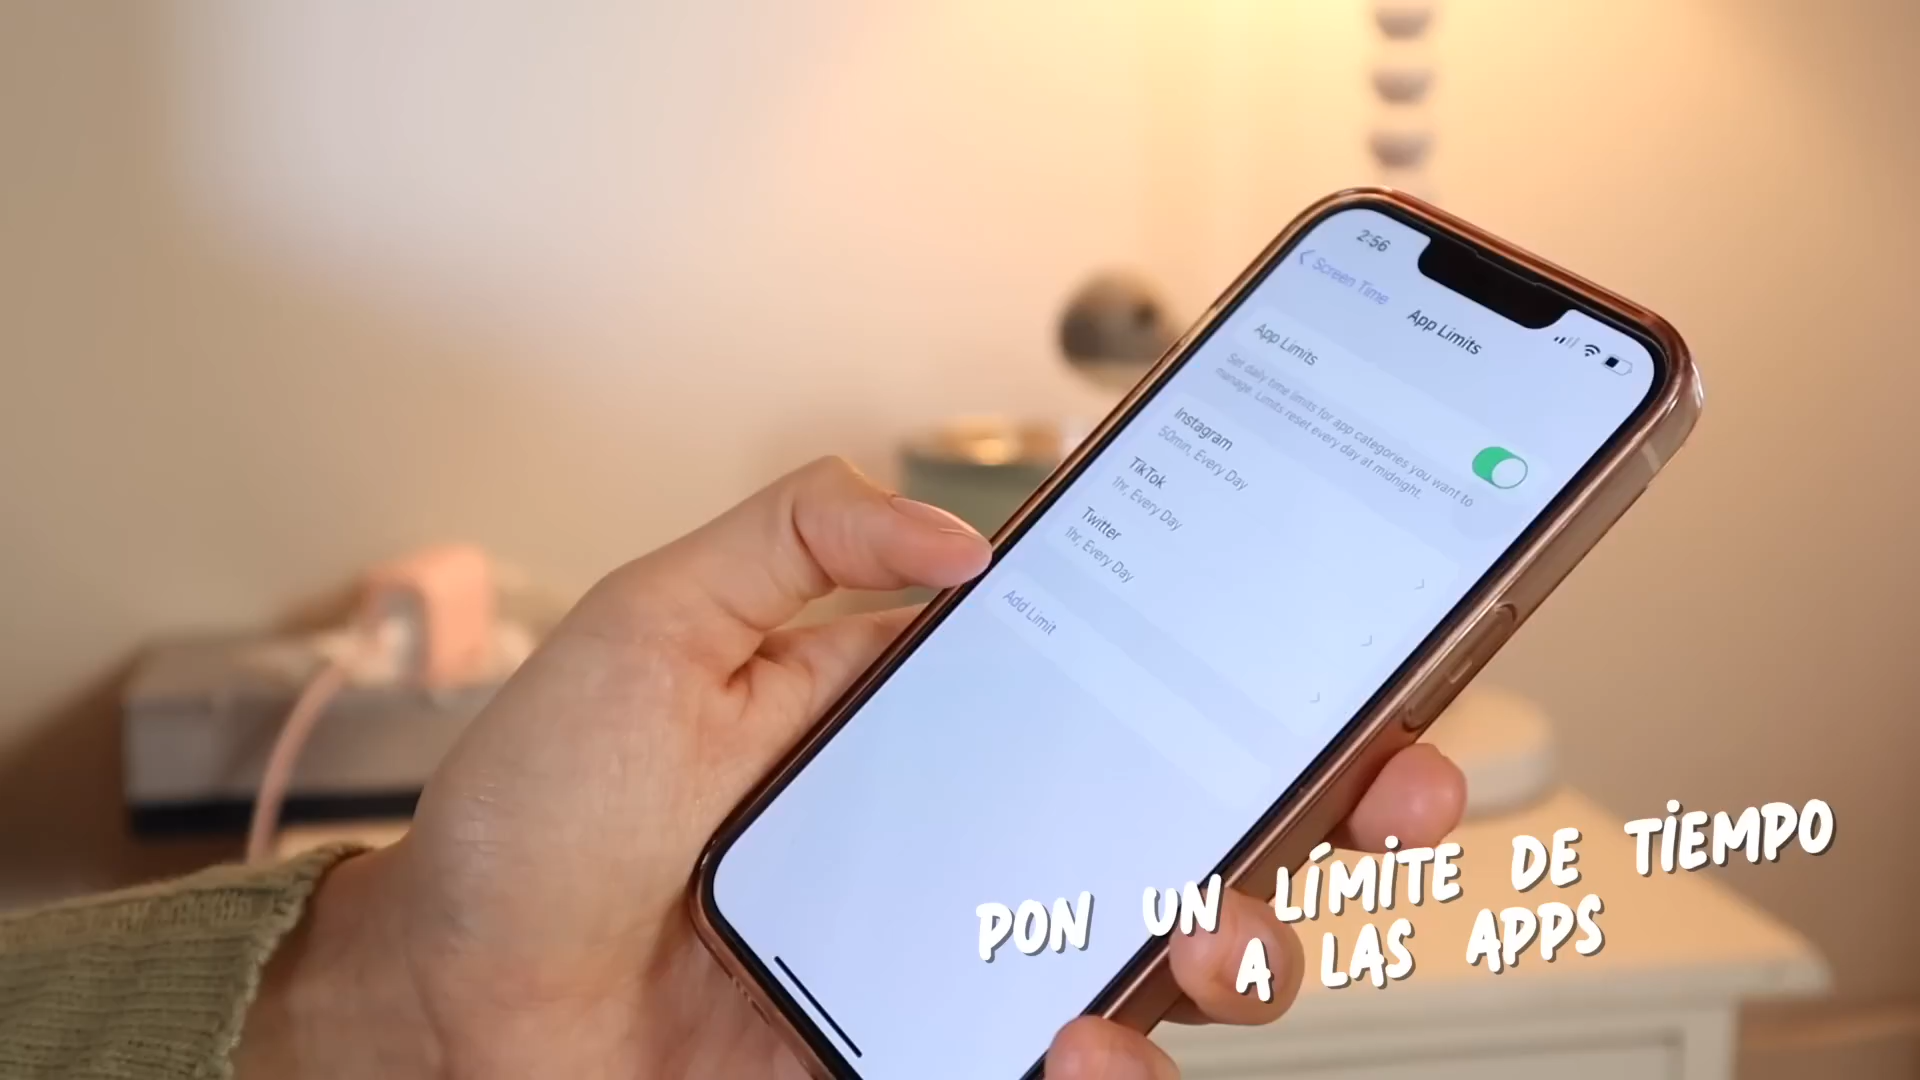 2:56
Screen Time
App Limits
App Limits
Set daily time limits for app categories you want to
manage. Limits reset every day at midnight.
Instagram
50min, Every Day
TikTok
1hr, Every Day
Twitter
1hr, Every Day
Add Limit
PON UN LÍMITE DE TIEMPO
A LAS APPS